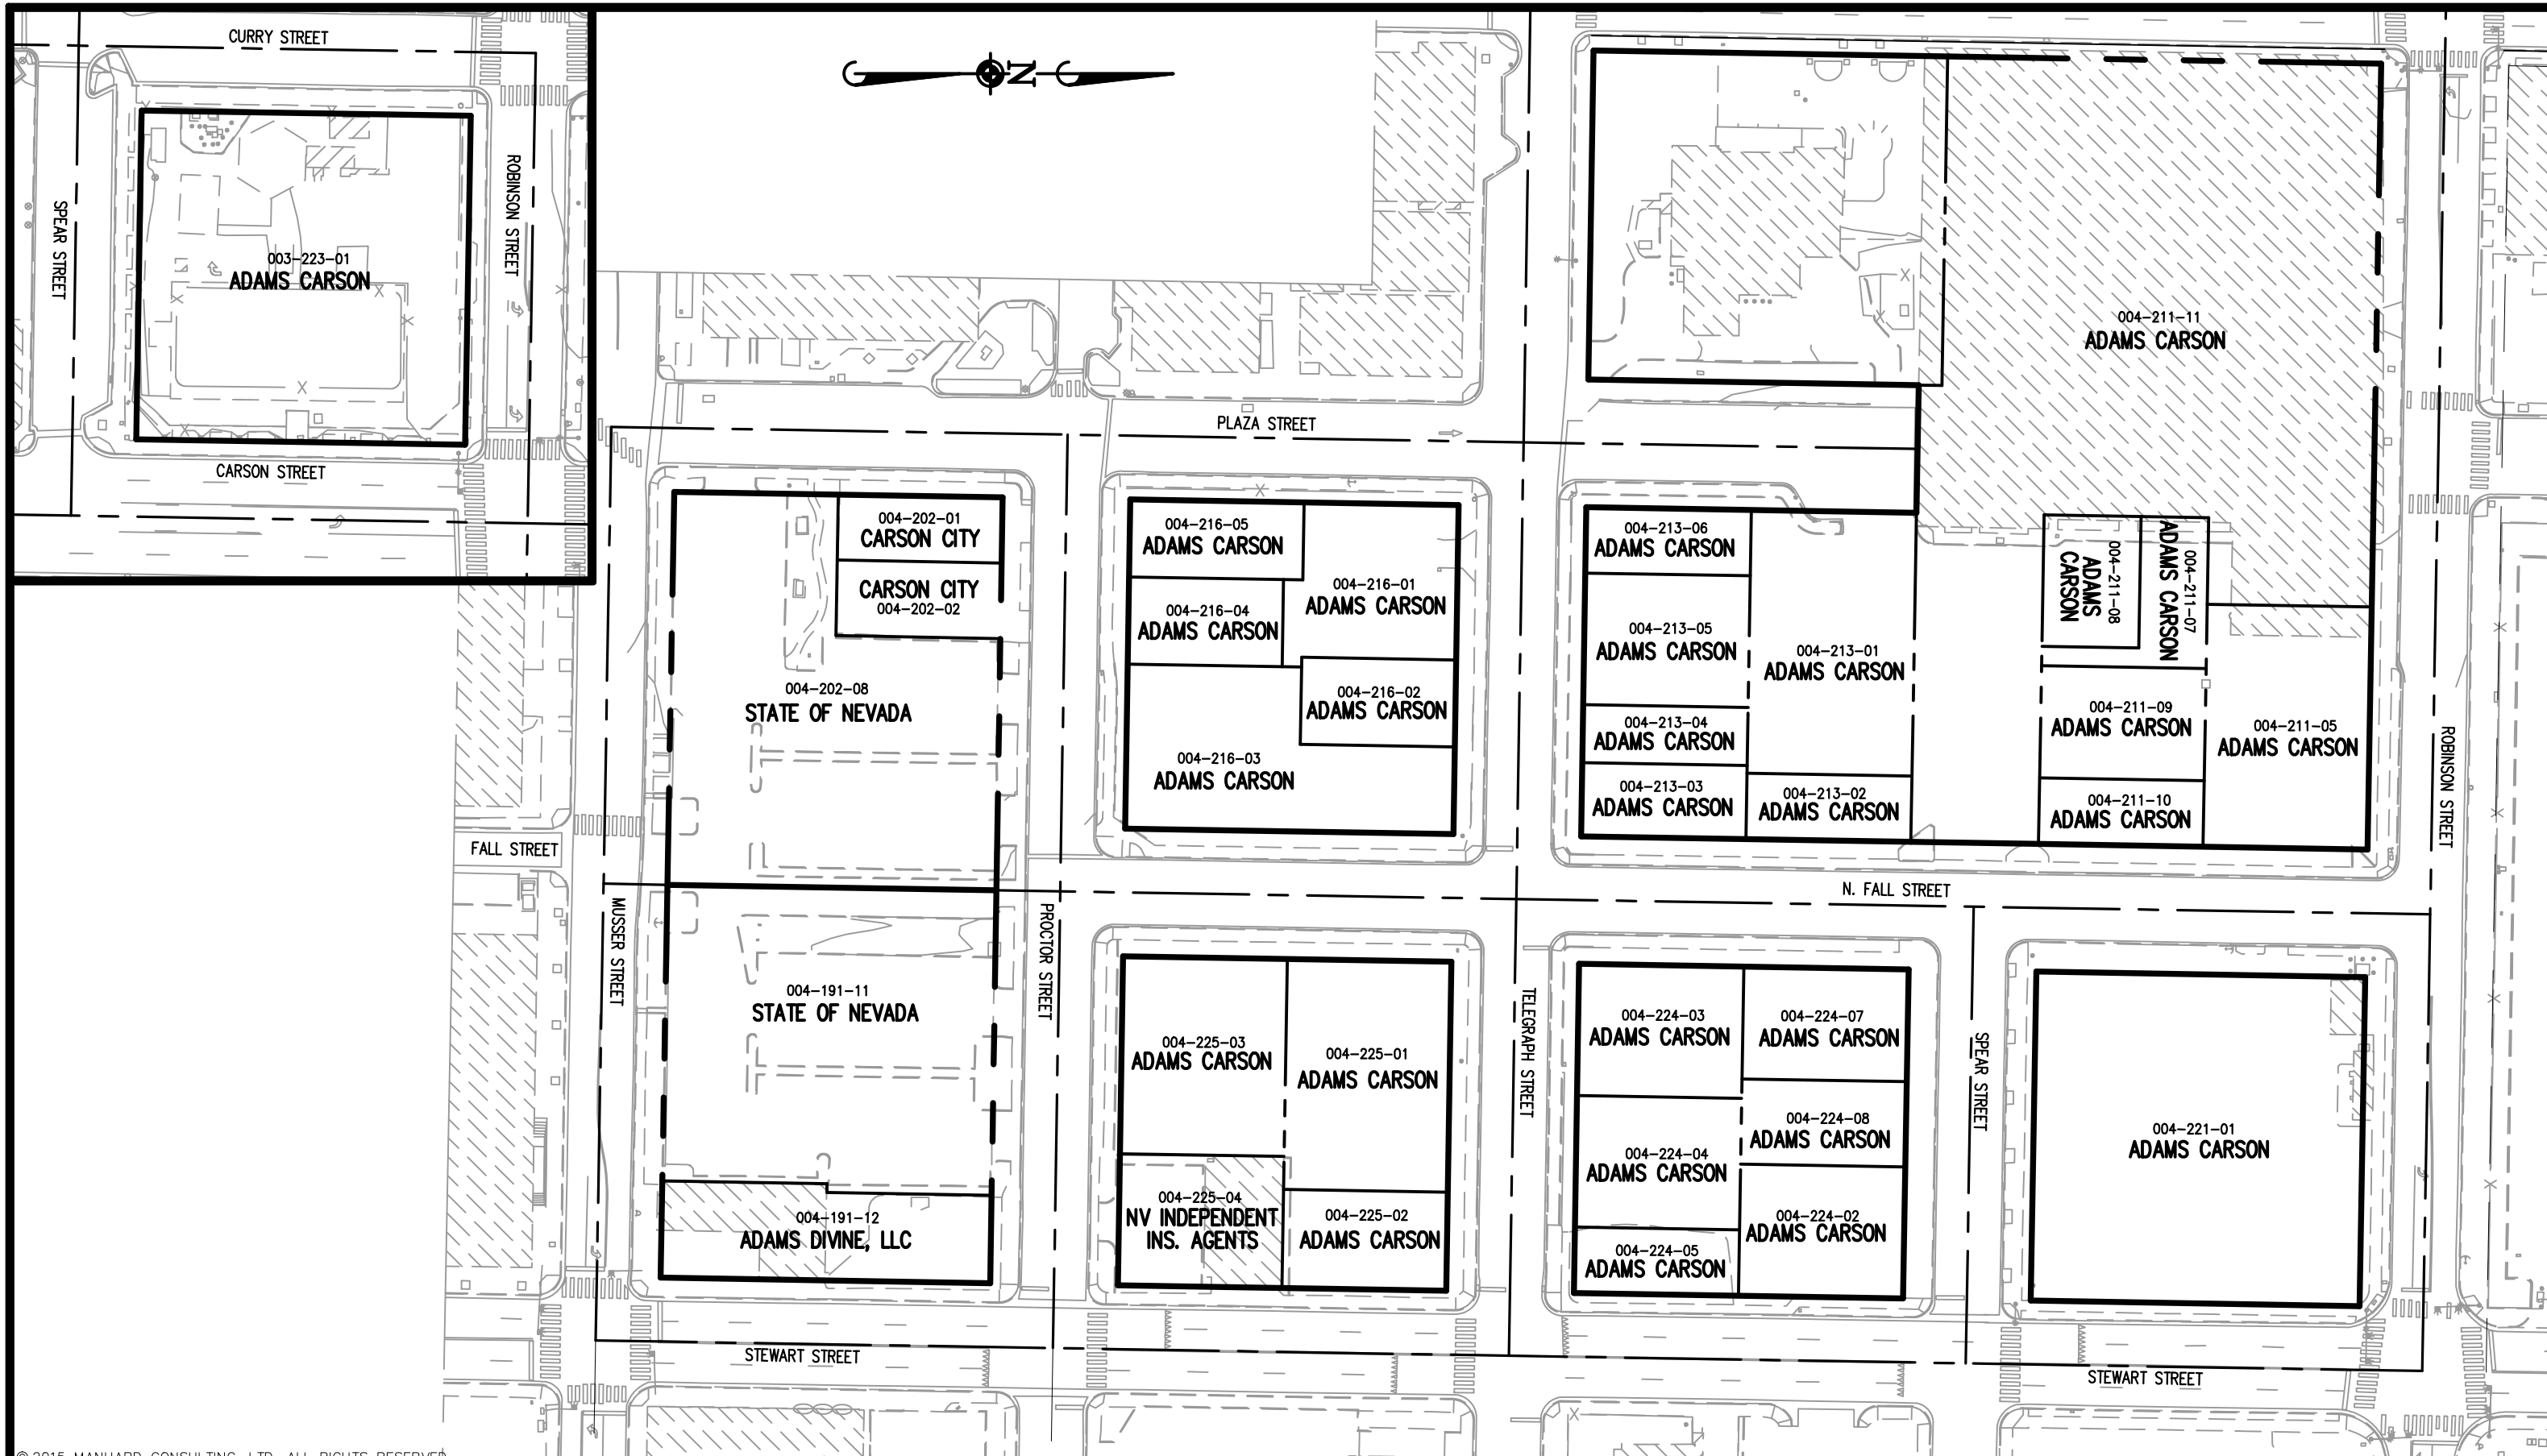 CURRY STREET
SPEAR STREET
ROBINSON STREET
003-223-01
ADAMS CARSON
CARSON STREET
N
004-211-11
ADAMS CARSON
PLAZA STREET
004-202-01
CARSON CITY
CARSON CITY
004-202-02
004-202-08
STATE OF NEVADA
004-216-05
ADAMS CARSON
004-216-01
ADAMS CARSON
004-216-04
ADAMS CARSON
004-216-02
ADAMS CARSON
004-216-03
ADAMS CARSON
004-213-06
ADAMS CARSON
004-213-05
ADAMS CARSON
004-213-01
ADAMS CARSON
004-213-04
ADAMS CARSON
004-213-03
ADAMS CARSON
004-213-02
ADAMS CARSON
004-211-08
ADAMS
CARSON
004-211-07
ADAMS CARSON
004-211-09
ADAMS CARSON
004-211-05
ADAMS CARSON
004-211-10
ADAMS CARSON
ROBINSON STREET
FALL STREET
N. FALL STREET
MUSSER STREET
PROCTOR STREET
TELEGRAPH STREET
SPEAR STREET
004-191-11
STATE OF NEVADA
004-191-12
ADAMS DIVINE, LLC
004-225-03
ADAMS CARSON
004-225-01
ADAMS CARSON
004-225-04
NV INDEPENDENT
INS. AGENTS
004-225-02
ADAMS CARSON
004-224-03
ADAMS CARSON
004-224-07
ADAMS CARSON
004-224-08
ADAMS CARSON
004-224-04
ADAMS CARSON
004-224-02
ADAMS CARSON
004-224-05
ADAMS CARSON
004-221-01
ADAMS CARSON
STEWART STREET
STEWART STREET
© 2015 MANHARD CONSULTING, LTD. ALL RIGHTS RESERVED